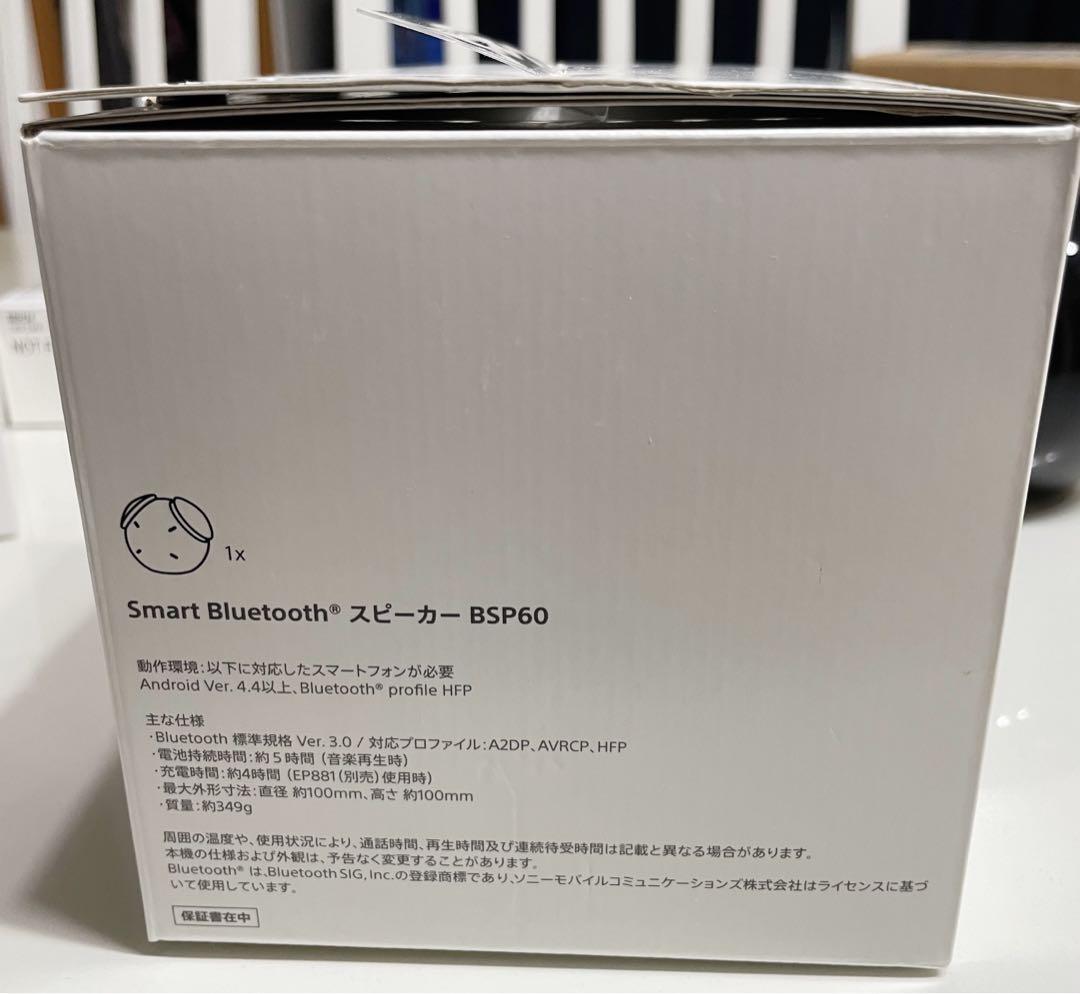 1x
Smart Bluetooth® スピーカー BSP60
動作環境：以下に対応したスマートフォンが必要
Android Ver. 4.4以上、Bluetooth® profile HFP
主な仕様
・Bluetooth 標準規格 Ver. 3.0 / 対応プロファイル：A2DP、AVRCP、HFP
・電池持続時間：約５時間（音楽再生時）
・充電時間：約4時間（EP881（別売）使用時）
・最大外形寸法：直径 約100mm、高さ 約100mm
・質量：約349g
周囲の温度や、使用状況により、通話時間、再生時間及び連続待受時間は記載と異なる場合があります。
本機の仕様および外観は、予告なく変更することがあります。
Bluetooth® は、Bluetooth SIG, Inc.の登録商標であり、ソニーモバイルコミュニケーションズ株式会社はライセンスに基づ
いて使用しています。
保証書在中